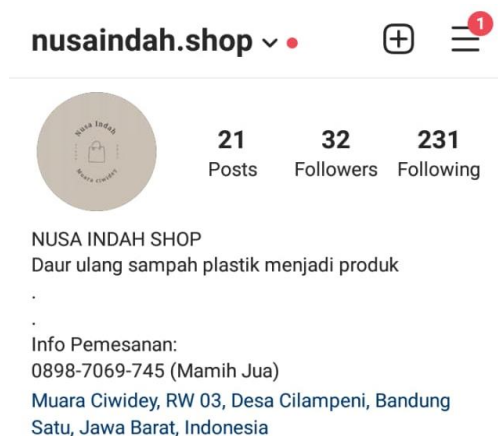 nusaindah.shop
1
Nusa Indah
Muara ciwidey
21 32 231
Posts Followers Following
NUSA INDAH SHOP
Daur ulang sampah plastik menjadi produk
.
.
Info Pemesanan:
0898-7069-745 (Mamih Jua)
Muara Ciwidey, RW 03, Desa Cilampeni, Bandung
Satu, Jawa Barat, Indonesia